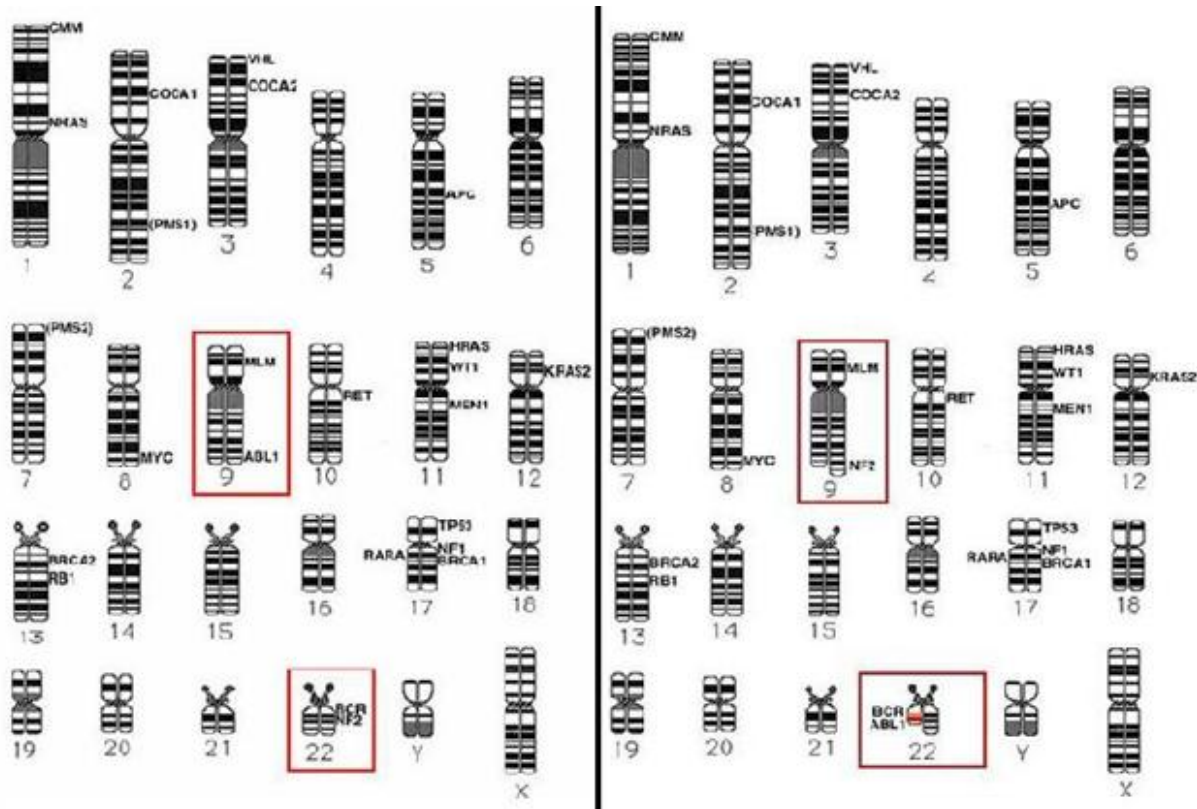 CMM
NRAS
1
COCA1
(PMS1)
2
VHL
COCA2
3
4
APC
5
6
(PMS2)
7
MYC
8
MLM
ABL1
9
RET
10
HRAS
WT1
MEN1
11
KRAS2
12
BRCA2
RB1
13
14
15
16
TP53
RARA
NF1
BRCA1
17
18
19
20
21
BCR
NF2
22
Y
X
CMM
NRAS
1
COCA1
(PMS1)
2
VHL
COCA2
3
4
APC
5
6
(PMS2)
7
MYC
8
MLM
NF2
9
RET
10
HRAS
WT1
MEN1
11
KRAS2
12
BRCA2
RB1
13
14
15
16
TP53
RARA
NF1
BRCA1
17
18
19
20
21
BCR
ABL1
22
Y
X